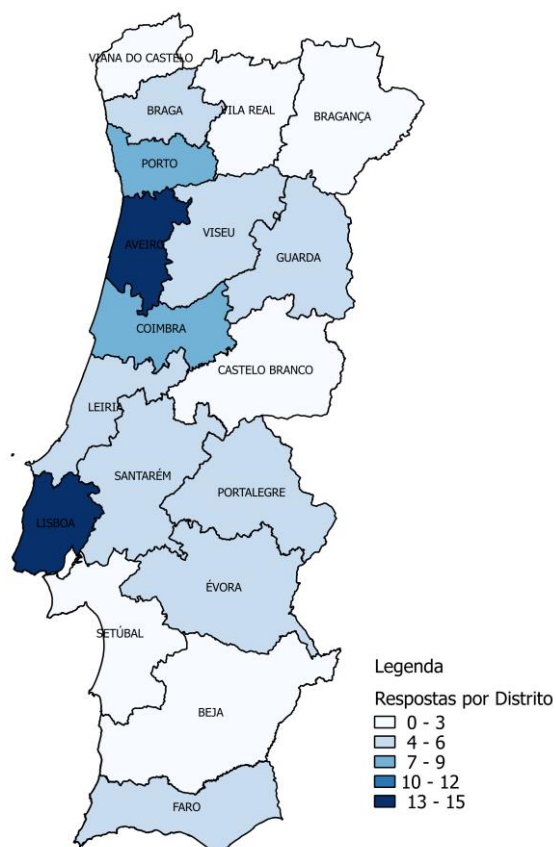 VIANA DO CASTELO
BRAGA
VILA REAL
BRAGANÇA
PORTO
AVEIRO
VISEU
GUARDA
COIMBRA
CASTELO BRANCO
LEIRIA
SANTARÉM
PORTALEGRE
LISBOA
ÉVORA
SETÚBAL
BEJA
FARO
Legenda
Respostas por Distrito
0 - 3
4 - 6
7 - 9
10 - 12
13 - 15